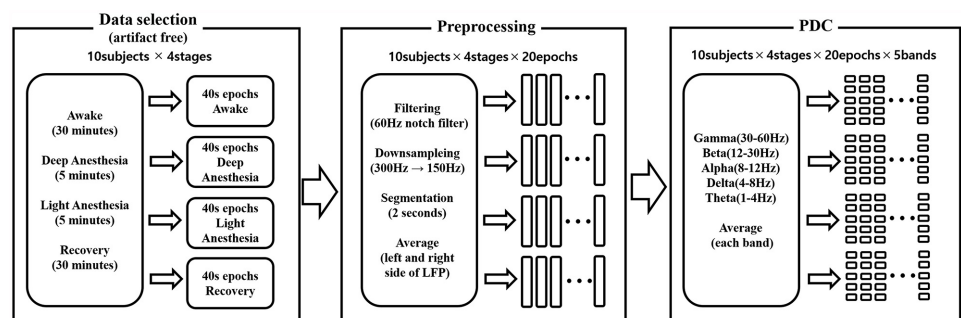 Data selection
(artifact free)
10subjects × 4stages
Awake
(30 minutes)
Deep Anesthesia
(5 minutes)
Light Anesthesia
(5 minutes)
Recovery
(30 minutes)
40s epochs
Awake
40s epochs
Deep
Anesthesia
40s epochs
Light
Anesthesia
40s epochs
Recovery
Preprocessing
10subjects × 4stages × 20epochs
Filtering
(60Hz notch filter)
Downsampleing
(300Hz → 150Hz)
Segmentation
(2 seconds)
Average
(left and right
side of LFP)
PDC
10subjects × 4stages × 20epochs × 5bands
Gamma(30-60Hz)
Beta(12-30Hz)
Alpha(8-12Hz)
Delta(4-8Hz)
Theta(1-4Hz)
Average
(each band)